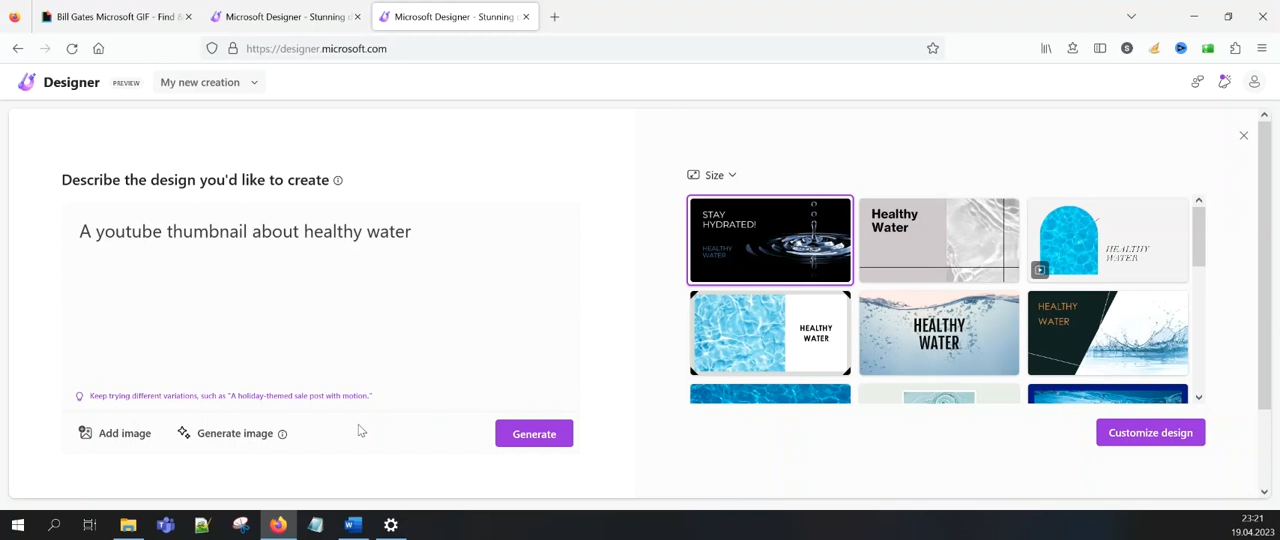 Bill Gates Microsoft GIF - Find &
Microsoft Designer - Stunning d
Microsoft Designer - Stunning d
https://designer.microsoft.com
Designer
PREVIEW
My new creation
Describe the design you'd like to create
A youtube thumbnail about healthy water
Keep trying different variations, such as "A holiday-themed sale post with motion."
Add image
Generate image
Generate
Size
STAY
HYDRATED!
HEALTHY
WATER
Healthy
Water
HEALTHY
WATER
HEALTHY
WATER
HEALTHY
WATER
HEALTHY
WATER
Customize design
23:21
19.04.2023